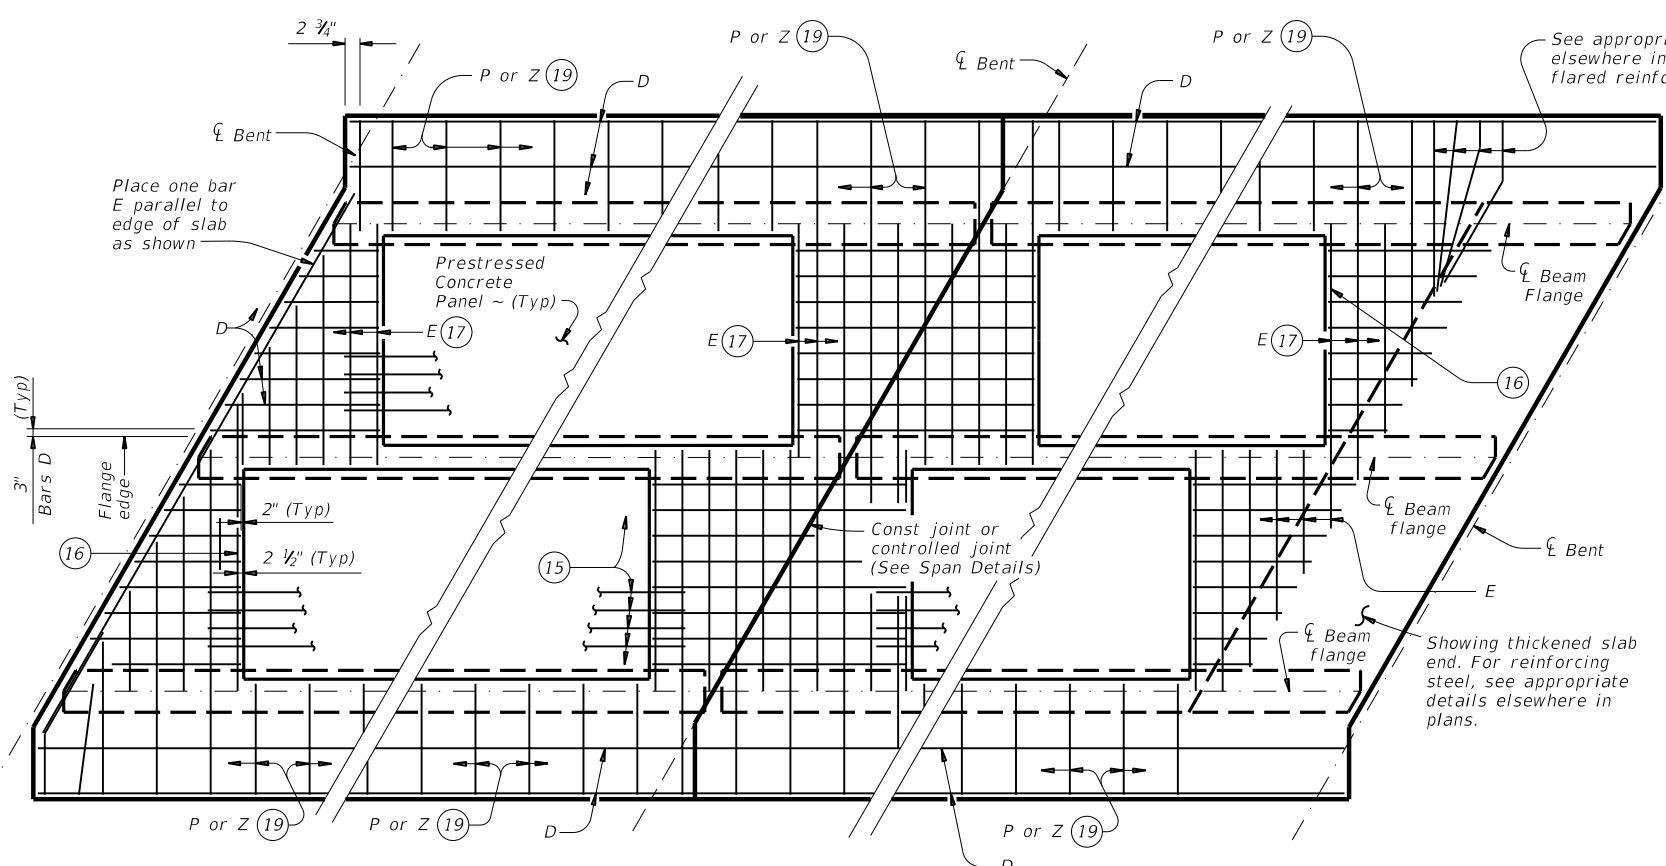 2 ¾"
P or Z 19
D
P or Z 19
℄ Bent
D
P or Z 19
See
elsewhere in
flared
℄ Bent
Place one bar
E parallel to
edge of slab
as shown
Prestressed
Concrete
Panel ~ (Typ)
℄ Beam
Flange
D
E 17
E 17
E 17
16
3" (Typ)
Bars D
Flange
edge
2" (Typ)
16
2 ½" (Typ)
15
Const joint or
controlled joint
(See Span Details)
℄ Beam
flange
℄ Bent
E
℄ Beam
flange
Showing thickened slab
end. For reinforcing
steel, see appropriate
details elsewhere in
plans.
P or Z 19
P or Z 19
D
P or Z 19
D